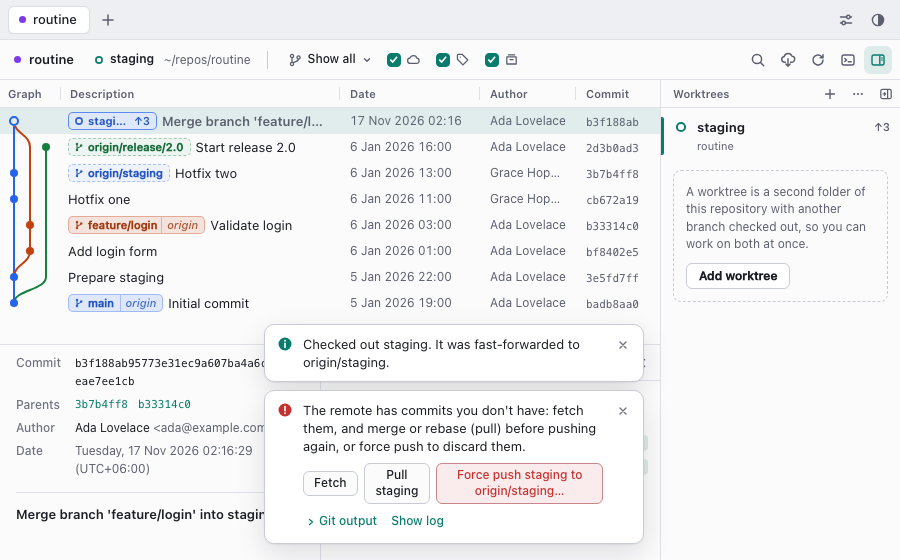 routine
routine staging ~/repos/routine Show all
Graph Description Date Author Commit Worktrees
stagi... ↑3 Merge branch 'feature/l... 17 Nov 2026 02:16 Ada Lovelace b3f188ab
origin/release/2.0 Start release 2.0 6 Jan 2026 16:00 Ada Lovelace 2d3b0ad3
origin/staging Hotfix two 6 Jan 2026 13:00 Grace Hop... 3b7b4ff8
Hotfix one 6 Jan 2026 11:00 Grace Hop... cb672a19
feature/login origin Validate login 6 Jan 2026 03:00 Ada Lovelace b33314c0
Add login form 6 Jan 2026 01:00 Ada Lovelace bf8402e5
Prepare staging 5 Jan 2026 22:00 Ada Lovelace 3e5fd7ff
main origin Initial commit 5 Jan 2026 19:00 Ada Lovelace badb8aa0
staging ↑3
routine
A worktree is a second folder of
this repository with another
branch checked out, so you can
work on both at once.
Add worktree
Commit b3f188ab95773e31ec9a607ba4a6c
eae7ee1cb
Parents 3b7b4ff8 b33314c0
Author Ada Lovelace <ada@example.com
Date Tuesday, 17 Nov 2026 02:16:29
(UTC+06:00)
Merge branch 'feature/login' into stagin
Checked out staging. It was fast-forwarded to
origin/staging.
The remote has commits you don't have: fetch
them, and merge or rebase (pull) before pushing
again, or force push to discard them.
Fetch
Pull
staging
Force push staging to
origin/staging...
Git output Show log